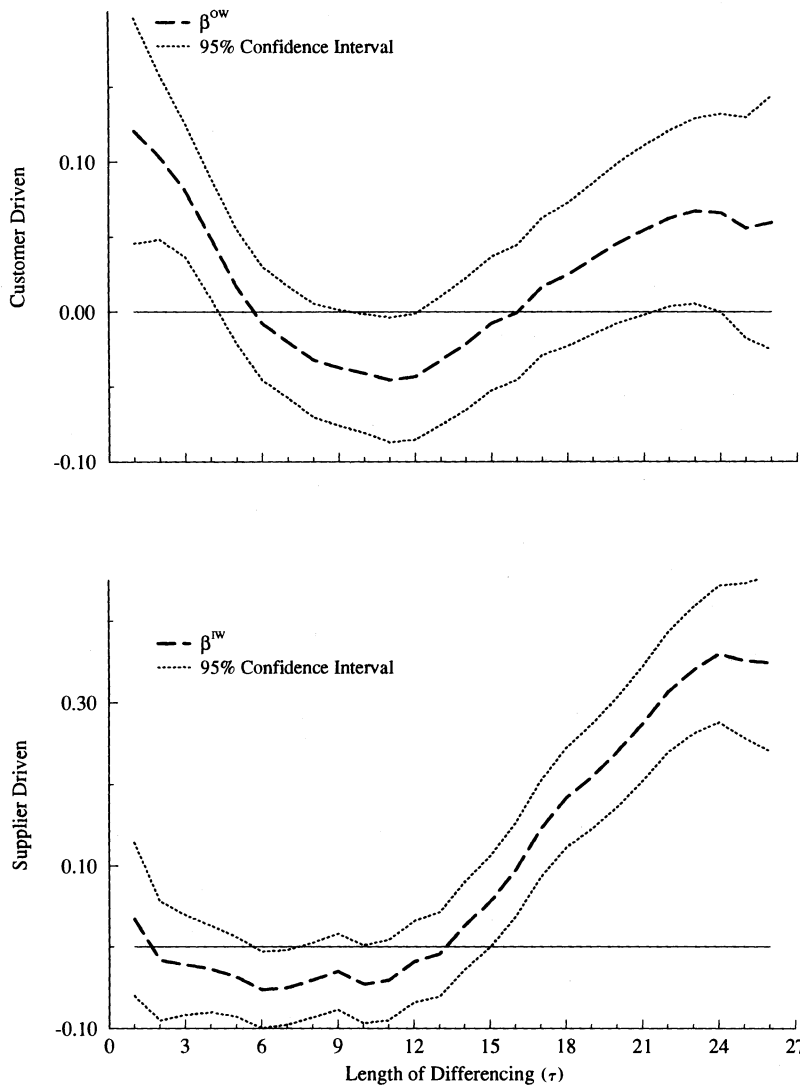 β^OW
95% Confidence Interval
Customer Driven
0.10
0.00
-0.10
β^IW
95% Confidence Interval
Supplier Driven
0.30
0.10
-0.10
0 3 6 9 12 15 18 21 24 27
Length of Differencing (τ)